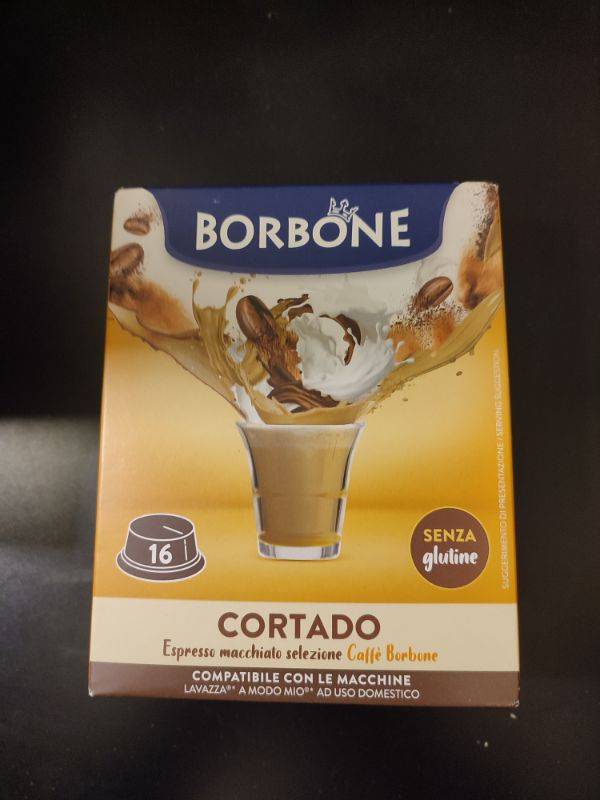 BORBONE
16
SENZA
glutine
SUGGERIMENTO DI PRESENTAZIONE / SERVING SUGGESTION
CORTADO
Espresso macchiato selezione Caffè Borbone
COMPATIBILE CON LE MACCHINE
LAVAZZA®* A MODO MIO®* AD USO DOMESTICO